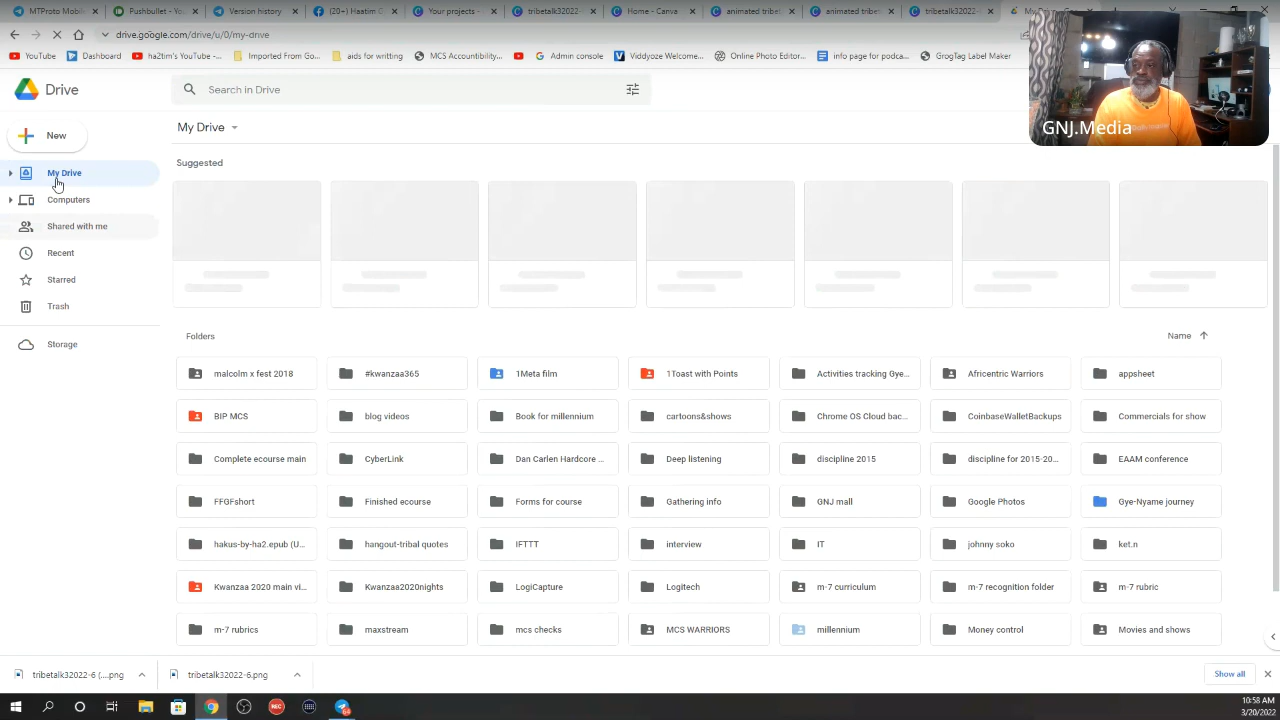 MTProto Mobile
Pushbullet - Yo
Version history
(20+) Haatim C
Your projects -
tribetalk32022-
Home - Canva
animated tribe
animated tribe
tribetalk32022-
drive.google.com/drive/u/0/my-drive
YouTube
Dashboard
ha2tim's YouTube -...
Imported From Goo...
aids for writting
MCS Accountibility...
Admin console
Viddyoze Welcome...
Online Photo Editor...
info page for podca...
GrogTag Label Maker
Drive
Search in Drive
GNJ.Media
New
My Drive
Computers
Shared with me
Recent
Starred
Trash
Storage
My Drive
Suggested
Folders
Name
malcolm x fest 2018
#kwanzaa365
1Meta film
1Toast with Points
Activities tracking Gye...
Africentric Warriors
appsheet
BIP MCS
blog videos
Book for millennium
cartoons&shows
Chrome OS Cloud bac...
CoinbaseWalletBackups
Commercials for show
Complete ecourse main
CyberLink
Dan Carlen Hardcore ...
Deep listening
discipline 2015
discipline for 2015-20...
EAAM conference
FFGFshort
Finished ecourse
Forms for course
Gathering info
GNJ mall
Google Photos
Gye-Nyame journey
hakus-by-ha2.epub (U...
hangout-tribal quotes
IFTTT
interview
IT
johnny soko
ket.n
Kwanzaa 2020 main vi...
Kwanzaa2020nights
LogiCapture
Logitech
m-7 curriculum
m-7 recognition folder
m-7 rubric
m-7 rubrics
maxstream
mcs checks
MCS WARRIORS
millennium
Money control
Movies and shows
tribetalk32022-6 (....png
tribetalk32022-6.png
Show all
REC
10:58 AM
3/20/2022